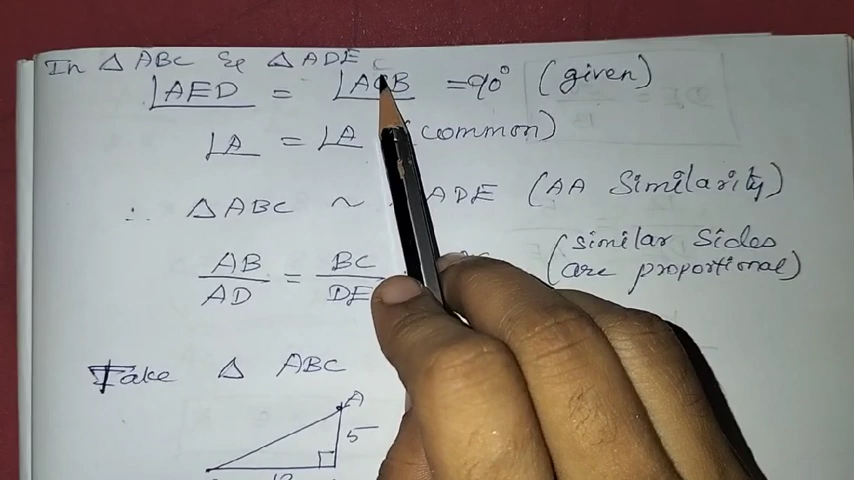 In △ ABC & △ ADE
∠AED = ∠ACB = 90° (given)
∠A = ∠A (common)
∴ △ABC ~ ADE (AA Similarity)
AB/AD = BC/DE (similar sides are proportional)
Take △ ABC
A
5
12